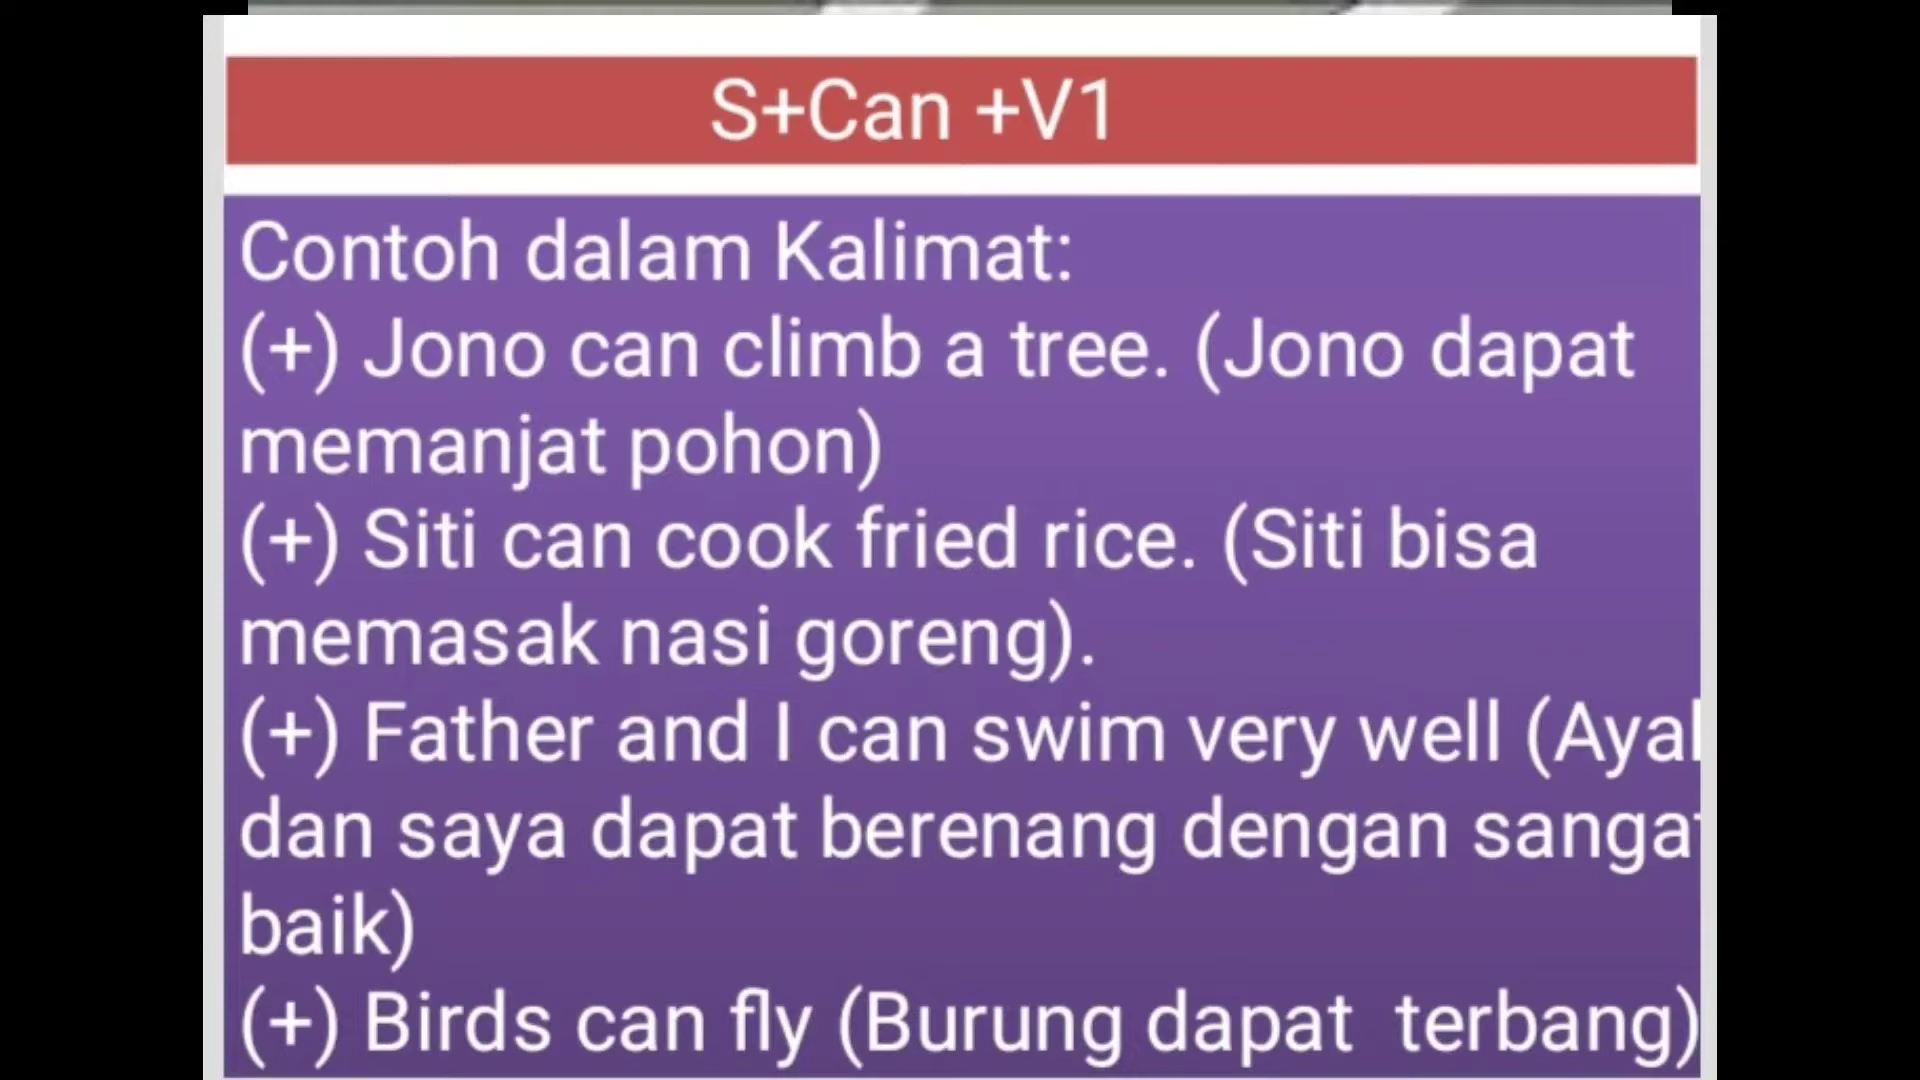 S+Can +V1
Contoh dalam Kalimat:
(+) Jono can climb a tree. (Jono dapat
memanjat pohon)
(+) Siti can cook fried rice. (Siti bisa
memasak nasi goreng).
(+) Father and I can swim very well (Ayah
dan saya dapat berenang dengan sangat
baik)
(+) Birds can fly (Burung dapat  terbang)